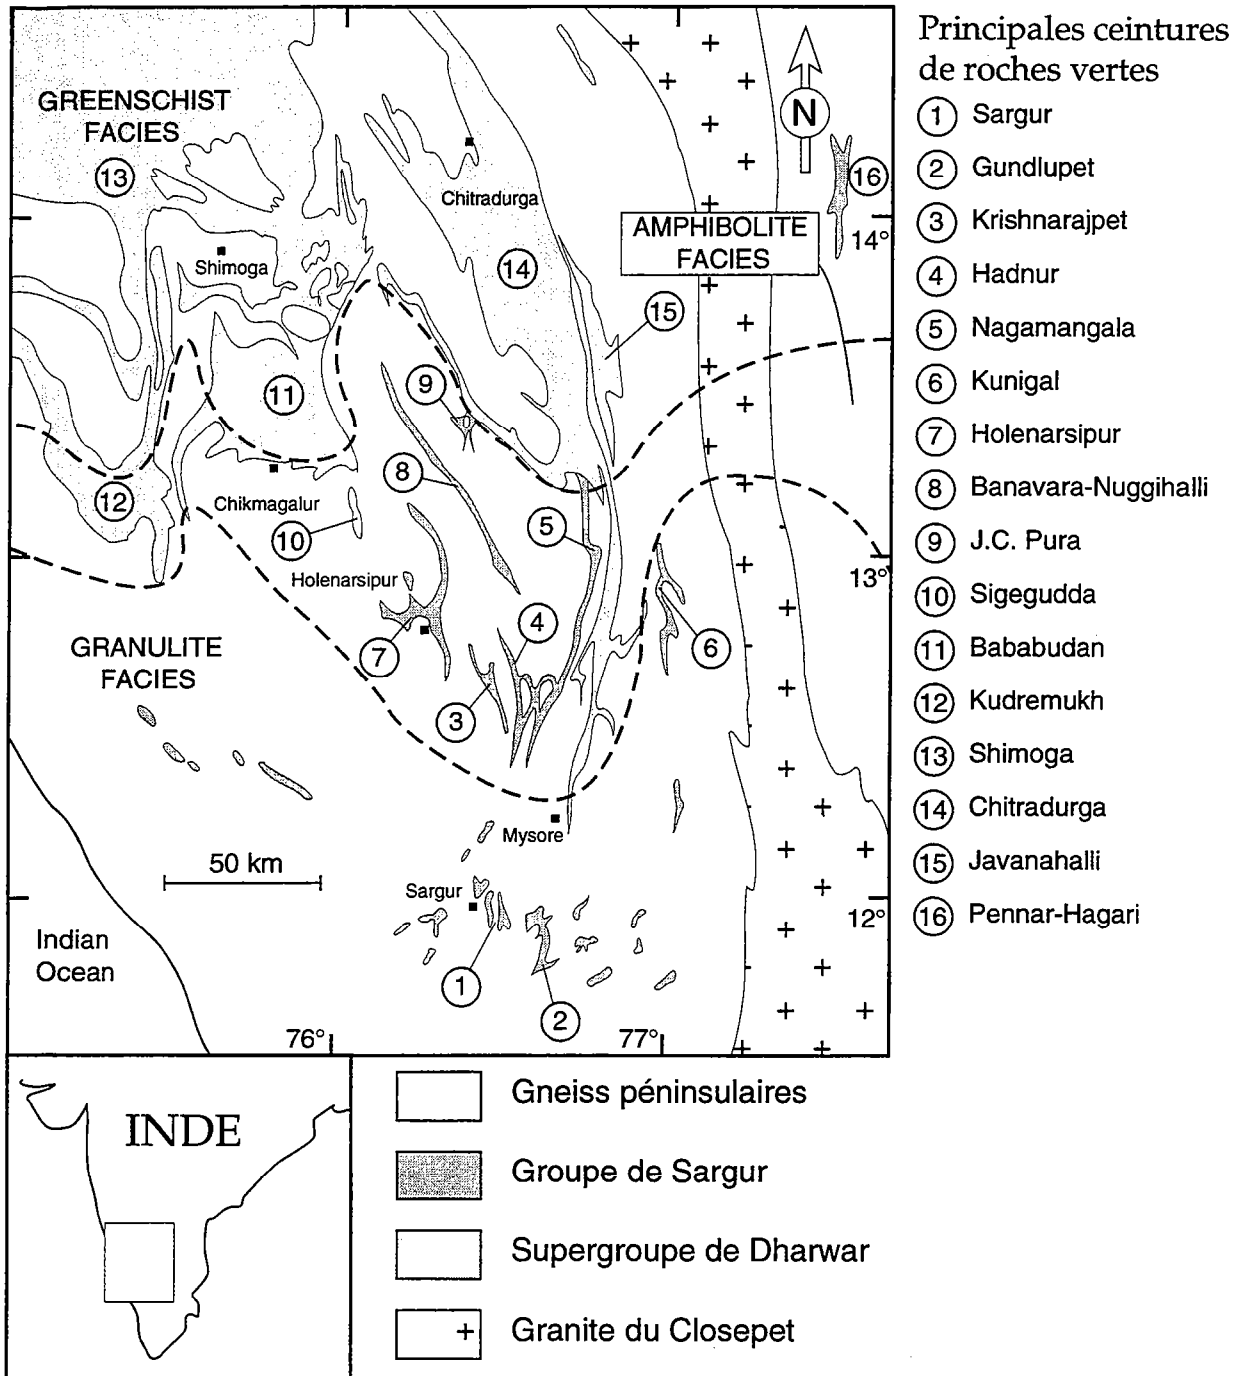 Principales ceintures
de roches vertes
1 Sargur
2 Gundlupet
3 Krishnarajpet
4 Hadnur
5 Nagamangala
6 Kunigal
7 Holenarsipur
8 Banavara-Nuggihalli
9 J.C. Pura
10 Sigegudda
11 Bababudan
12 Kudremukh
13 Shimoga
14 Chitradurga
15 Javanahalli
16 Pennar-Hagari
GREENSCHIST
FACIES
13
N
16
Chitradurga
AMPHIBOLITE
FACIES
14°
Shimoga
14
15
11
9
8
12
Chikmagalur
10
5
13°
Holenarsipur
4
7
6
GRANULITE
FACIES
3
Mysore
50 km
Sargur
12°
Indian
Ocean
1
2
76°
77°
INDE
Gneiss péninsulaires
Groupe de Sargur
Supergroupe de Dharwar
Granite du Closepet